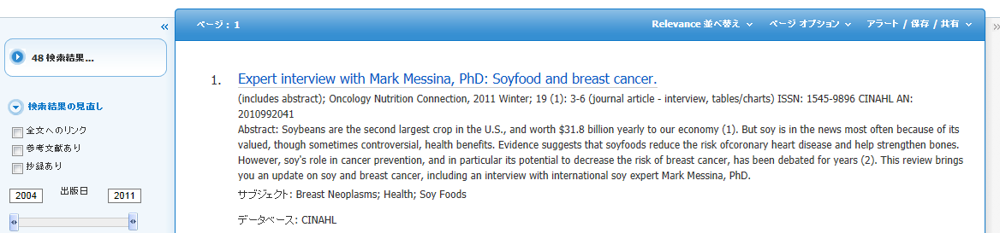 «
ページ: 1
Relevance 並べ替え
ページ オプション
アラート / 保存 / 共有
»
48 検索結果...
検索結果の見直し
全文へのリンク
参考文献あり
抄録あり
2004 出版日 2011
1. Expert interview with Mark Messina, PhD: Soyfood and breast cancer.
(includes abstract); Oncology Nutrition Connection, 2011 Winter; 19 (1): 3-6 (journal article - interview, tables/charts) ISSN: 1545-9896 CINAHL AN:
2010992041
Abstract: Soybeans are the second largest crop in the U.S., and worth $31.8 billion yearly to our economy (1). But soy is in the news most often because of its
valued, though sometimes controversial, health benefits. Evidence suggests that soyfoods reduce the risk ofcoronary heart disease and help strengthen bones.
However, soy's role in cancer prevention, and in particular its potential to decrease the risk of breast cancer, has been debated for years (2). This review brings
you an update on soy and breast cancer, including an interview with international soy expert Mark Messina, PhD.
サブジェクト: Breast Neoplasms; Health; Soy Foods
データベース: CINAHL